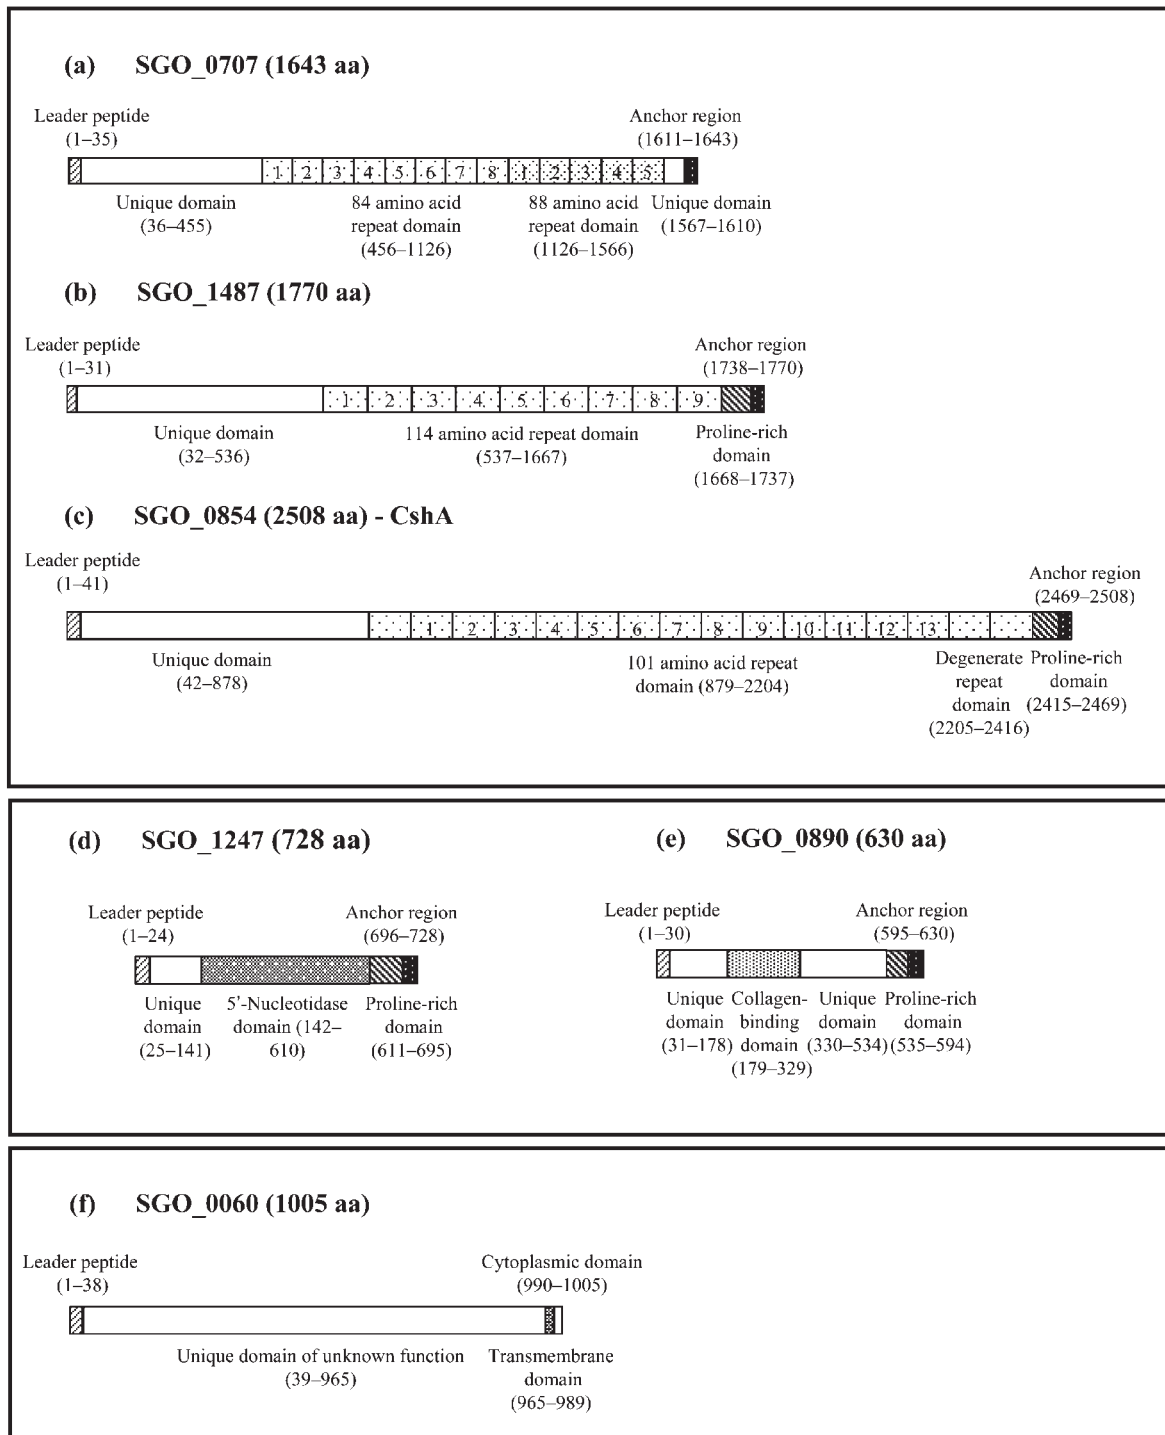 (a) SGO_0707 (1643 aa)
Leader peptide
(1–35)
Anchor region
(1611–1643)
1 2 3 4 5 6 7 8 1 2 3 4 5
Unique domain
(36–455)
84 amino acid
repeat domain
(456–1126)
88 amino acid
repeat domain
(1126–1566)
Unique domain
(1567–1610)
(b) SGO_1487 (1770 aa)
Leader peptide
(1–31)
Anchor region
(1738–1770)
1 2 3 4 5 6 7 8 9
Unique domain
(32–536)
114 amino acid repeat domain
(537–1667)
Proline-rich
domain
(1668–1737)
(c) SGO_0854 (2508 aa) - CshA
Leader peptide
(1–41)
Anchor region
(2469–2508)
1 2 3 4 5 6 7 8 9 10 11 12 13
Unique domain
(42–878)
101 amino acid repeat
domain (879–2204)
Degenerate
repeat
domain
(2205–2416)
Proline-rich
domain
(2415–2469)
(d) SGO_1247 (728 aa)
Leader peptide
(1–24)
Anchor region
(696–728)
Unique
domain
(25–141)
5’-Nucleotidase
domain (142–
610)
Proline-rich
domain
(611–695)
(e) SGO_0890 (630 aa)
Leader peptide
(1–30)
Anchor region
(595–630)
Unique
domain
(31–178)
Collagen-
binding
domain
(179–329)
Unique
domain
(330–534)
Proline-rich
domain
(535–594)
(f) SGO_0060 (1005 aa)
Leader peptide
(1–38)
Cytoplasmic domain
(990–1005)
Unique domain of unknown function
(39–965)
Transmembrane
domain
(965–989)